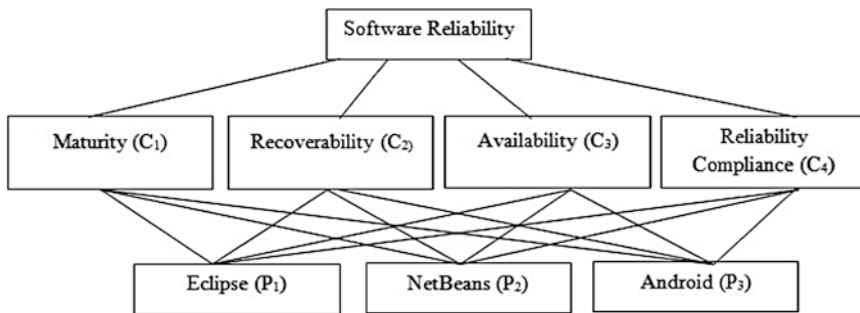 Software Reliability
Maturity (C₁)
Recoverability (C₂)
Availability (C₃)
Reliability
Compliance (C₄)
Eclipse (P₁)
NetBeans (P₂)
Android (P₃)